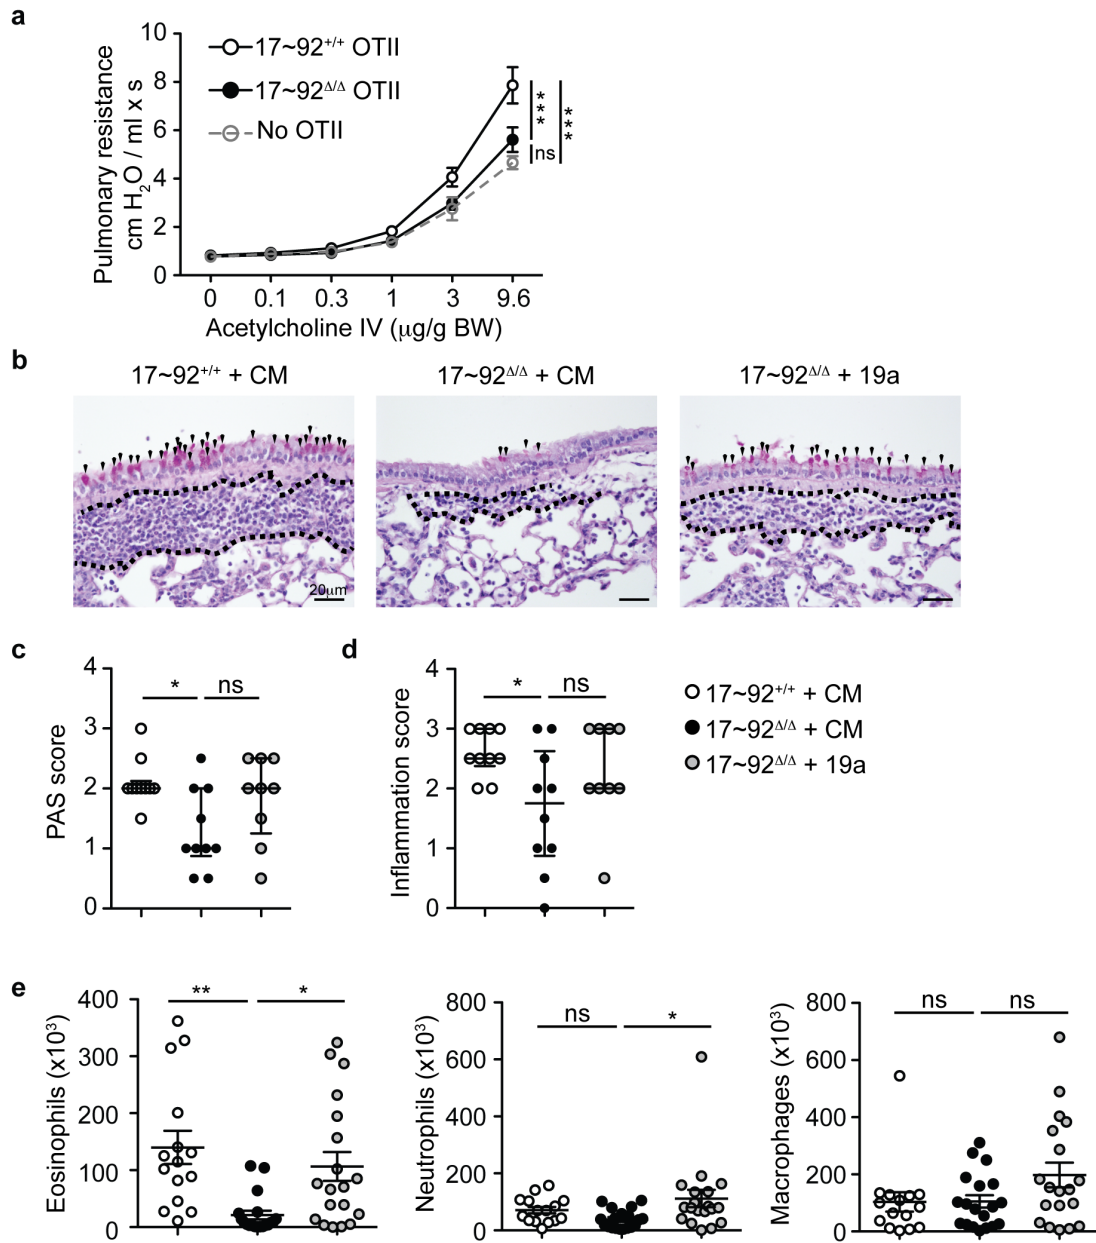 a
10
8
6
4
2
0
Pulmonary resistance
cm H₂O / ml x s
17~92⁺/⁺ OTII
17~92Δ/Δ OTII
No OTII
***
***
ns
0 0.1 0.3 1 3 9.6
Acetylcholine IV (μg/g BW)
b
17~92⁺/⁺ + CM 17~92Δ/Δ + CM 17~92Δ/Δ + 19a
20μm
c
4
3
2
1
0
PAS score
* ns
d
4
3
2
1
0
Inflammation score
* ns
17~92⁺/⁺ + CM
17~92Δ/Δ + CM
17~92Δ/Δ + 19a
e
400
300
200
100
0
Eosinophils (x10³)
** *
800
600
400
200
0
Neutrophils (x10³)
ns *
800
600
400
200
0
Macrophages (x10³)
ns ns